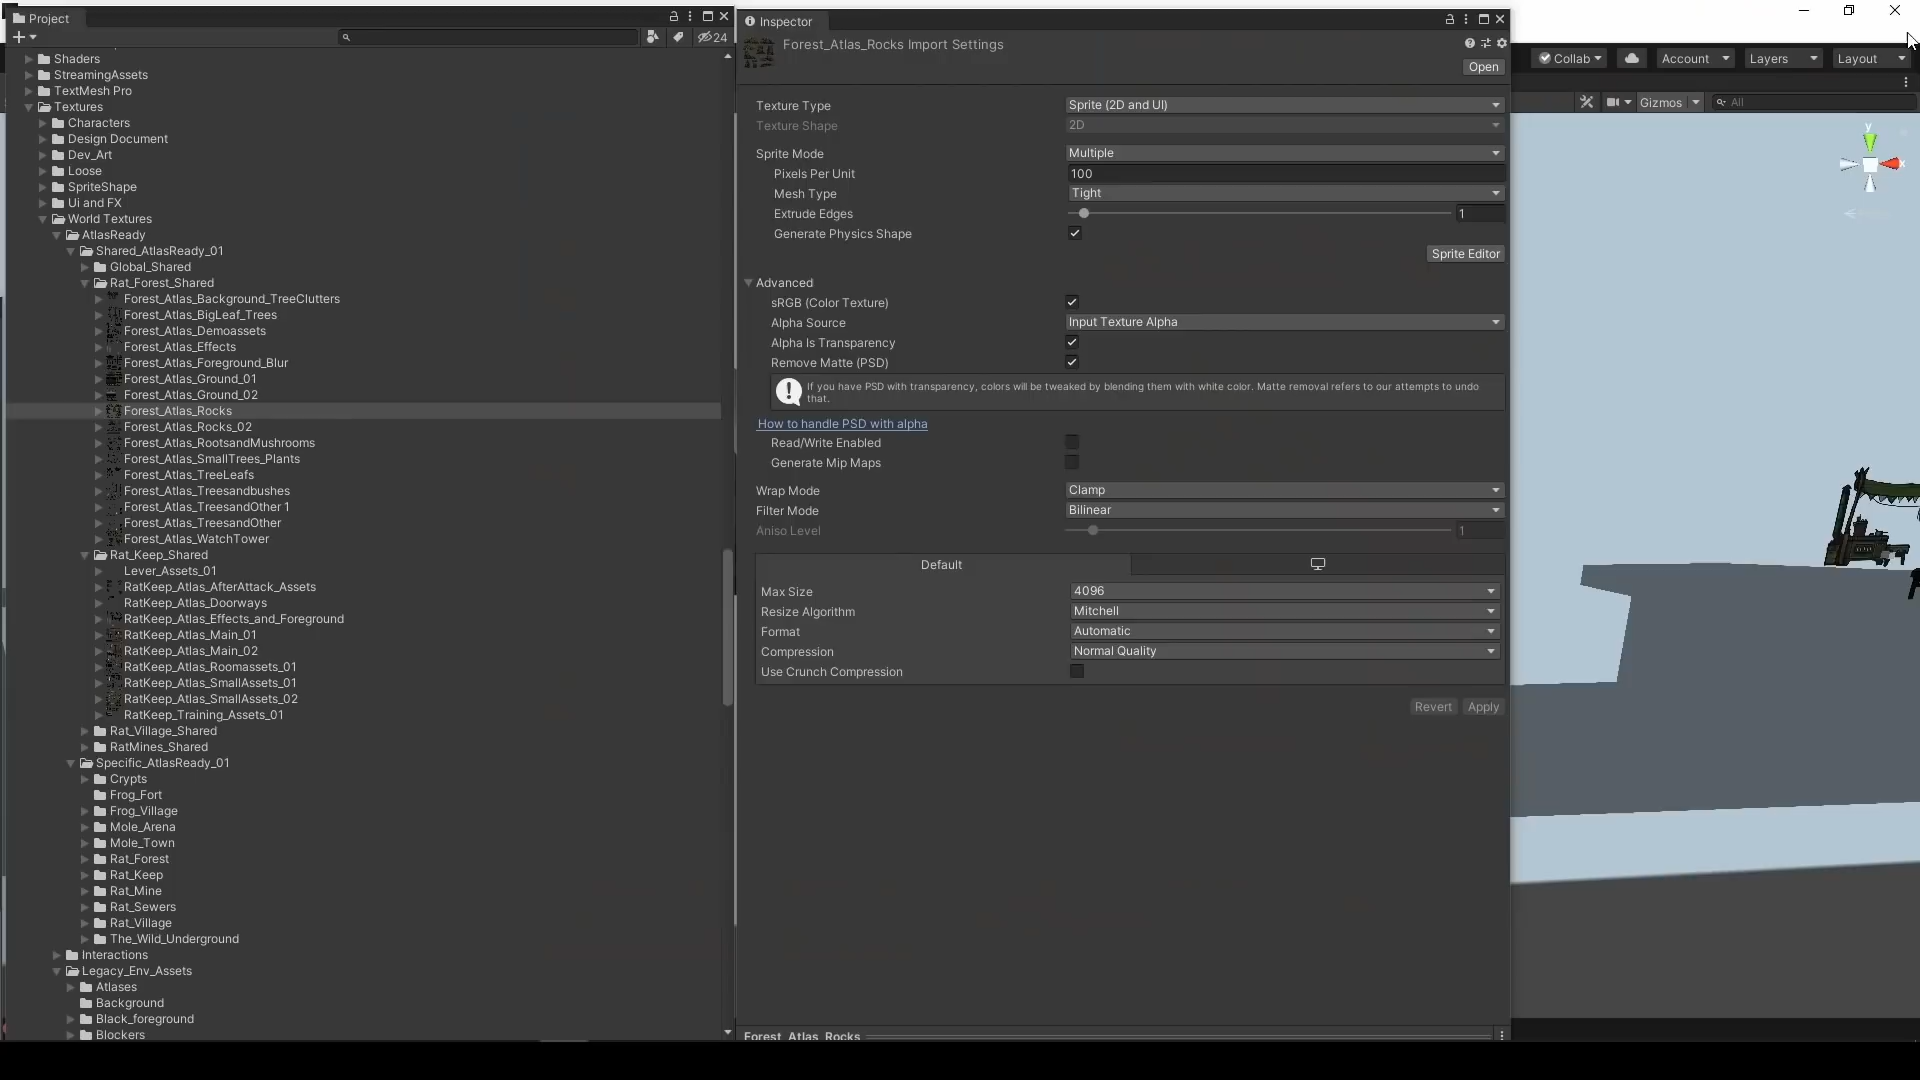 Project
24
Shaders
StreamingAssets
TextMesh Pro
Textures
Characters
Design Document
Dev_Art
Loose
SpriteShape
Ui and FX
World Textures
AtlasReady
Shared_AtlasReady_01
Global_Shared
Rat_Forest_Shared
Forest_Atlas_Background_TreeClutters
Forest_Atlas_BigLeaf_Trees
Forest_Atlas_Demoassets
Forest_Atlas_Effects
Forest_Atlas_Foreground_Blur
Forest_Atlas_Ground_01
Forest_Atlas_Ground_02
Forest_Atlas_Rocks
Forest_Atlas_Rocks_02
Forest_Atlas_RootsandMushrooms
Forest_Atlas_SmallTrees_Plants
Forest_Atlas_TreeLeafs
Forest_Atlas_Treesandbushes
Forest_Atlas_TreesandOther 1
Forest_Atlas_TreesandOther
Forest_Atlas_WatchTower
Rat_Keep_Shared
Lever_Assets_01
RatKeep_Atlas_AfterAttack_Assets
RatKeep_Atlas_Doorways
RatKeep_Atlas_Effects_and_Foreground
RatKeep_Atlas_Main_01
RatKeep_Atlas_Main_02
RatKeep_Atlas_Roomassets_01
RatKeep_Atlas_SmallAssets_01
RatKeep_Atlas_SmallAssets_02
RatKeep_Training_Assets_01
Rat_Village_Shared
RatMines_Shared
Specific_AtlasReady_01
Crypts
Frog_Fort
Frog_Village
Mole_Arena
Mole_Town
Rat_Forest
Rat_Keep
Rat_Mine
Rat_Sewers
Rat_Village
The_Wild_Underground
Interactions
Legacy_Env_Assets
Atlases
Background
Black_foreground
Blockers
Inspector
Forest_Atlas_Rocks Import Settings
Open
Texture Type Sprite (2D and UI)
Texture Shape 2D
Sprite Mode Multiple
Pixels Per Unit 100
Mesh Type Tight
Extrude Edges 1
Generate Physics Shape
Sprite Editor
Advanced
sRGB (Color Texture)
Alpha Source Input Texture Alpha
Alpha Is Transparency
Remove Matte (PSD)
If you have PSD with transparency, colors will be tweaked by blending them with white color. Matte removal refers to our attempts to undo
that.
How to handle PSD with alpha
Read/Write Enabled
Generate Mip Maps
Wrap Mode Clamp
Filter Mode Bilinear
Aniso Level 1
Default
Max Size 4096
Resize Algorithm Mitchell
Format Automatic
Compression Normal Quality
Use Crunch Compression
Revert Apply
Forest_Atlas_Rocks
Collab Account Layers Layout
Gizmos All
y
x